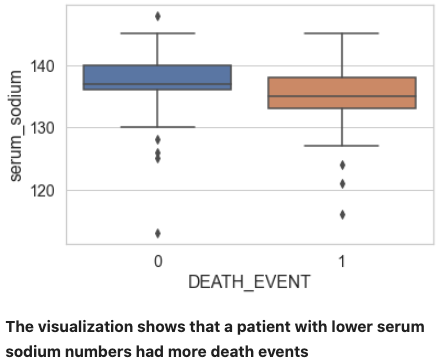 140
130
120
serum_sodium
0
1
DEATH_EVENT
The visualization shows that a patient with lower serum
sodium numbers had more death events